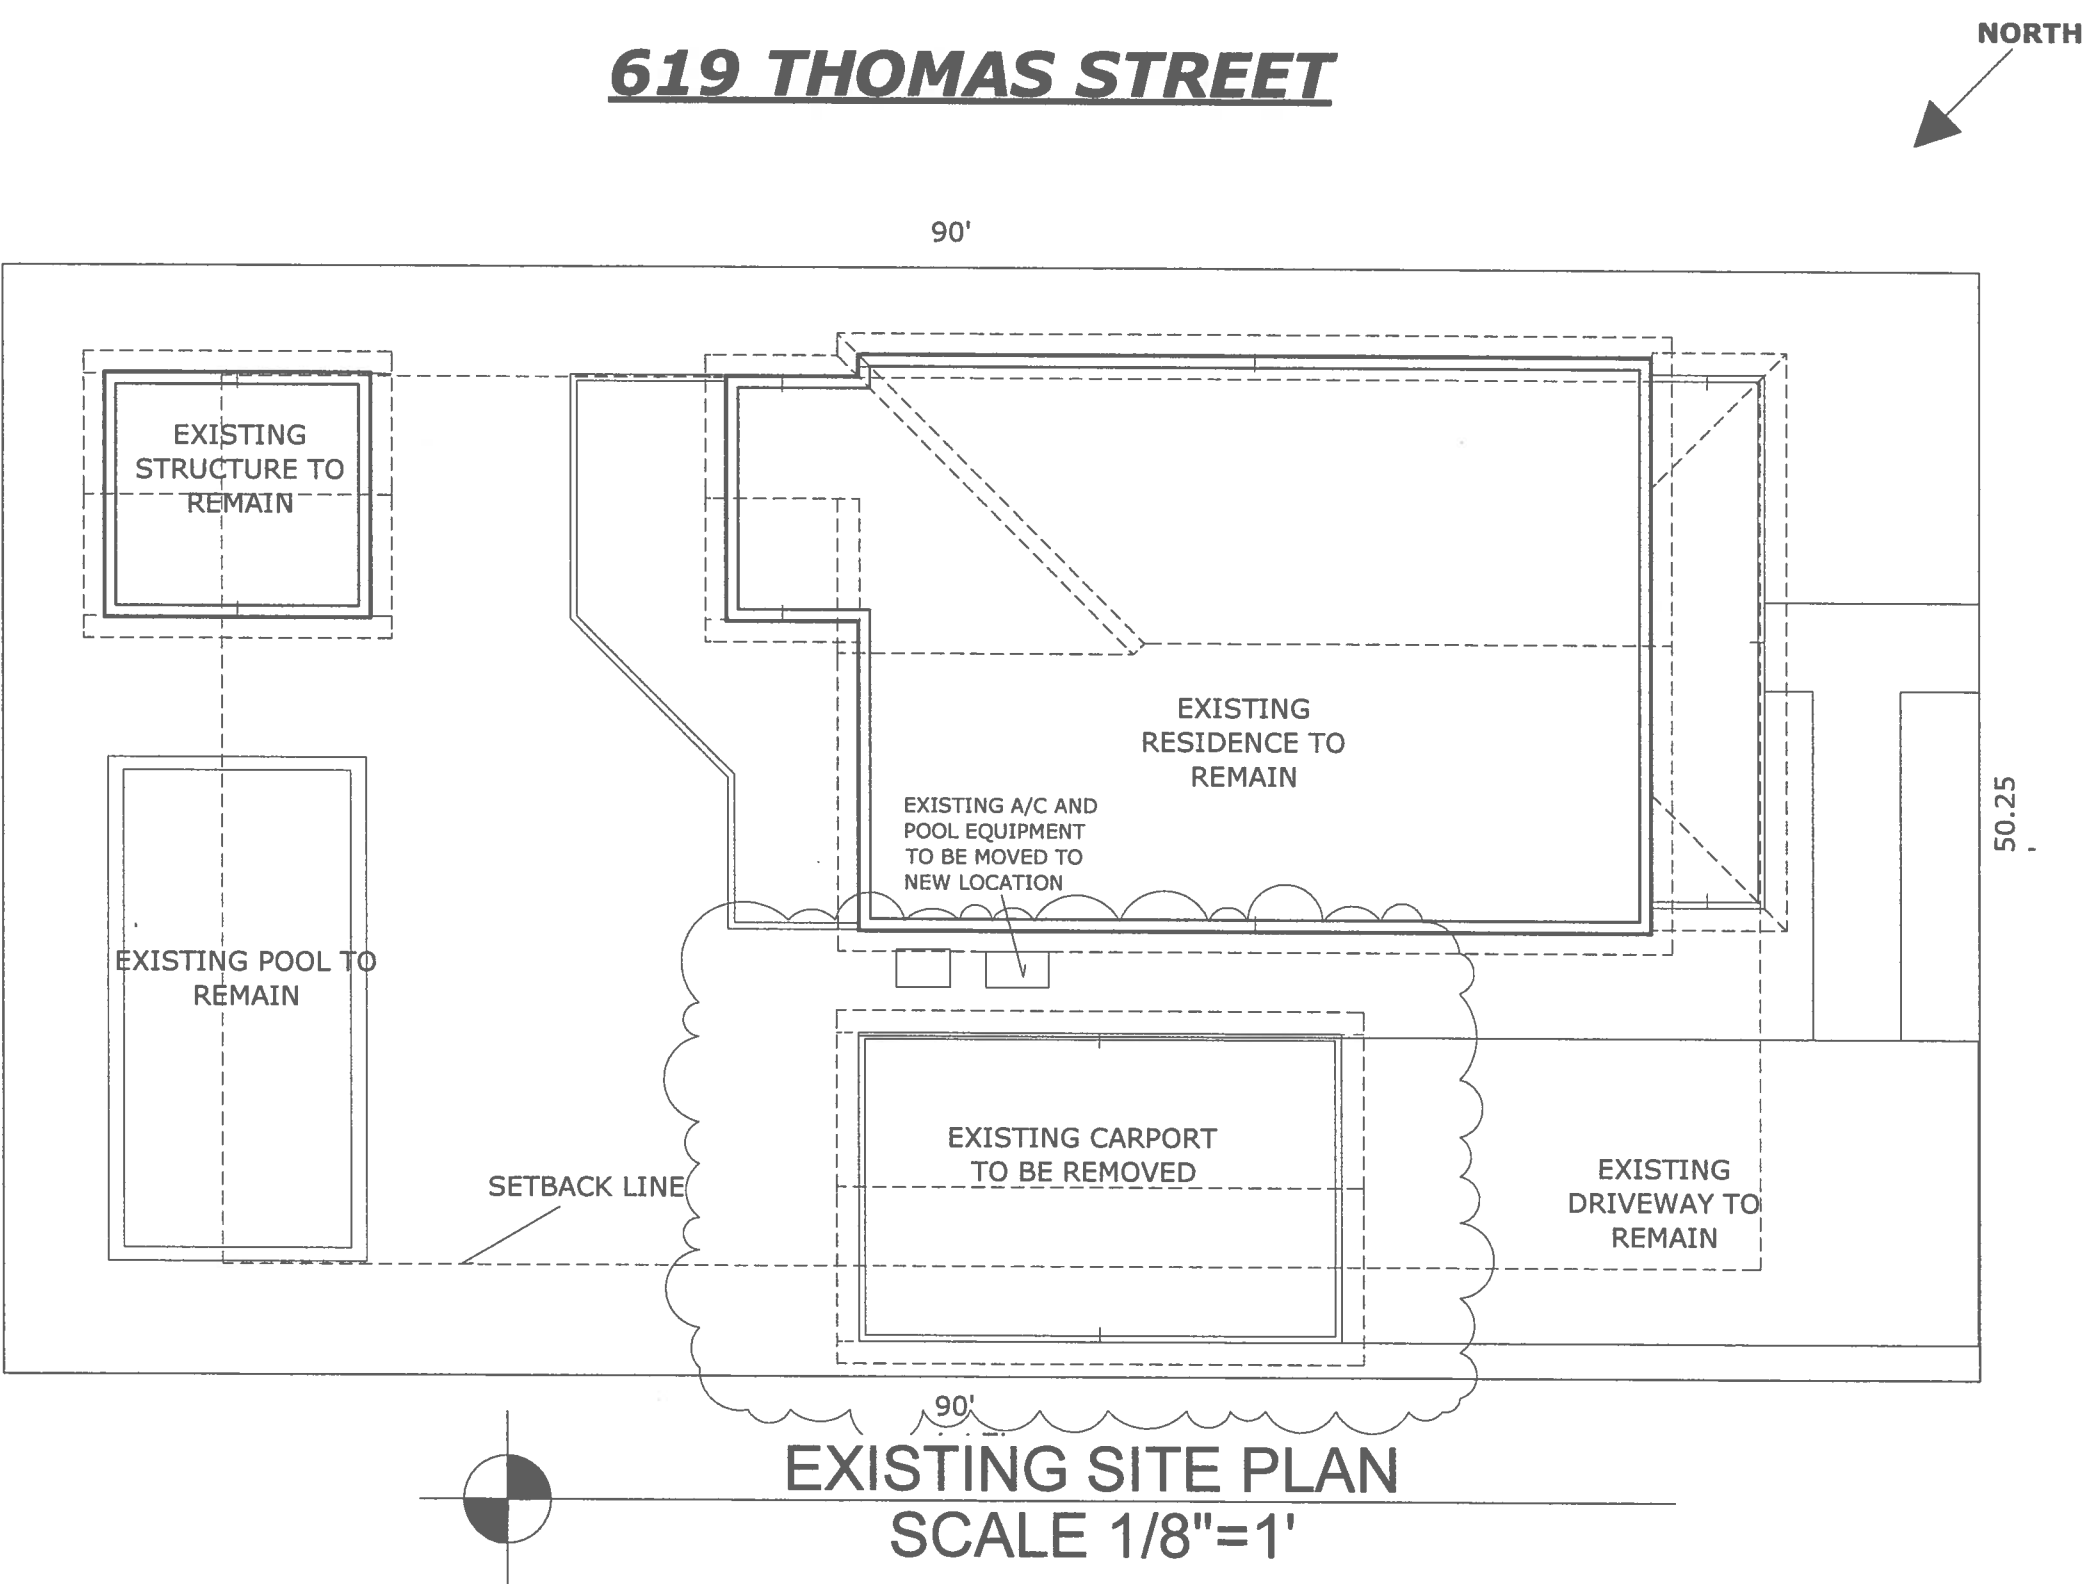 NORTH
619 THOMAS STREET
90'
EXISTING
STRUCTURE TO
REMAIN
EXISTING
RESIDENCE TO
REMAIN
50.25
'
EXISTING A/C AND
POOL EQUIPMENT
TO BE MOVED TO
NEW LOCATION
EXISTING POOL TO
REMAIN
EXISTING CARPORT
TO BE REMOVED
SETBACK LINE
EXISTING
DRIVEWAY TO
REMAIN
90'
EXISTING SITE PLAN
SCALE 1/8"=1'